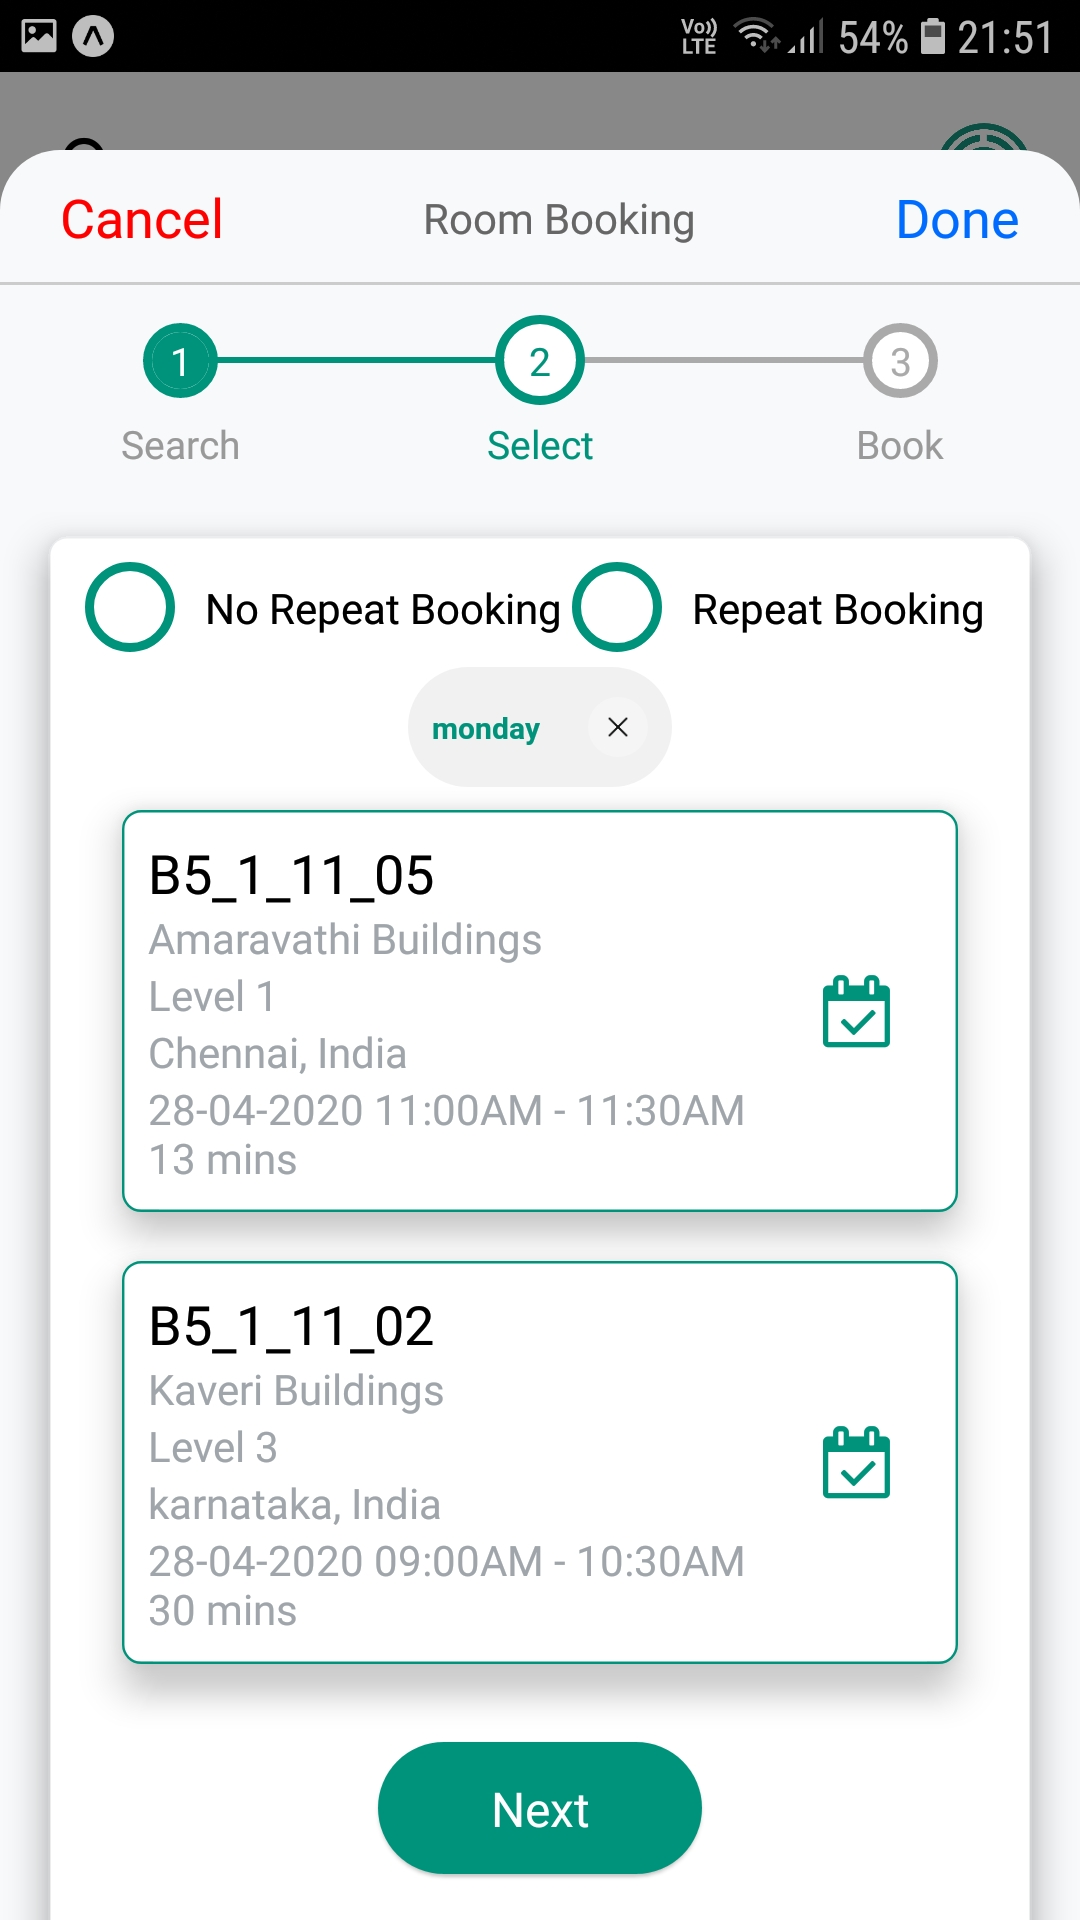 Vo)) LTE 54% 21:51
Cancel Room Booking Done
1 2 3
Search Select Book
No Repeat Booking Repeat Booking
monday
B5_1_11_05
Amaravathi Buildings
Level 1
Chennai, India
28-04-2020 11:00AM - 11:30AM
13 mins
B5_1_11_02
Kaveri Buildings
Level 3
karnataka, India
28-04-2020 09:00AM - 10:30AM
30 mins
Next